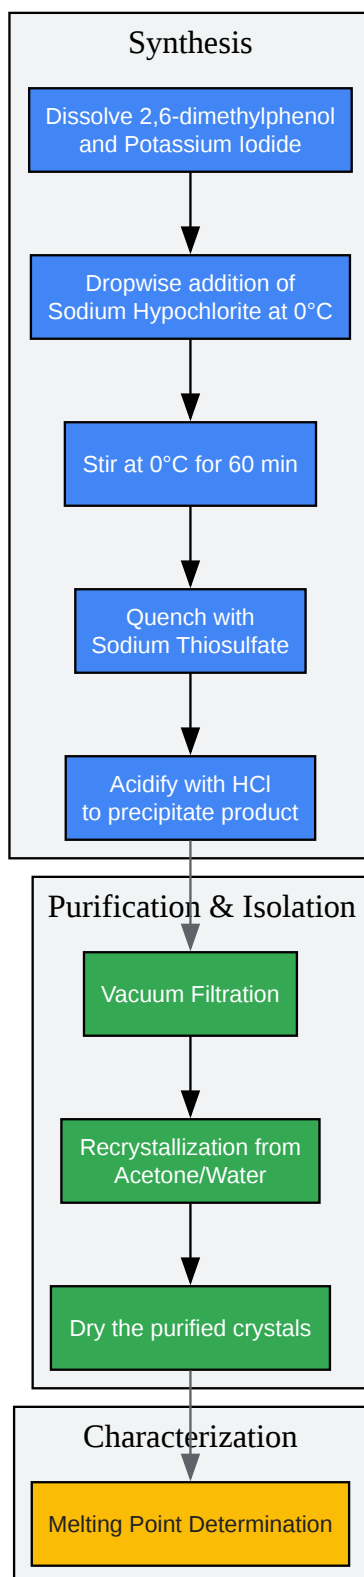 Synthesis
Dissolve 2,6-dimethylphenol
and Potassium Iodide
Dropwise addition of
Sodium Hypochlorite at 0°C
Stir at 0°C for 60 min
Quench with
Sodium Thiosulfate
Acidify with HCl
to precipitate product
Purification & Isolation
Vacuum Filtration
Recrystallization from
Acetone/Water
Dry the purified crystals
Characterization
Melting Point Determination